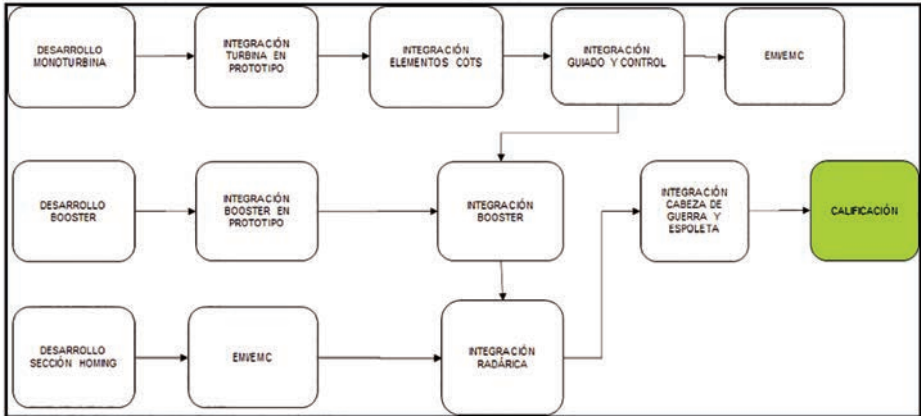 DESARROLLO
MONOTURBINA
INTEGRACIÓN
TURBINA EN
PROTOTIPO
INTEGRACIÓN
ELEMENTOS COTS
INTEGRACIÓN
GUIADO Y CONTROL
EMI/EMC
DESARROLLO
BOOSTER
INTEGRACIÓN
BOOSTER EN
PROTOTIPO
INTEGRACIÓN
BOOSTER
INTEGRACIÓN
CABEZA DE
GUERRA Y
ESPOLETA
CALIFICACIÓN
DESARROLLO
SECCIÓN HOMING
EMI/EMC
INTEGRACIÓN
RADÁRICA